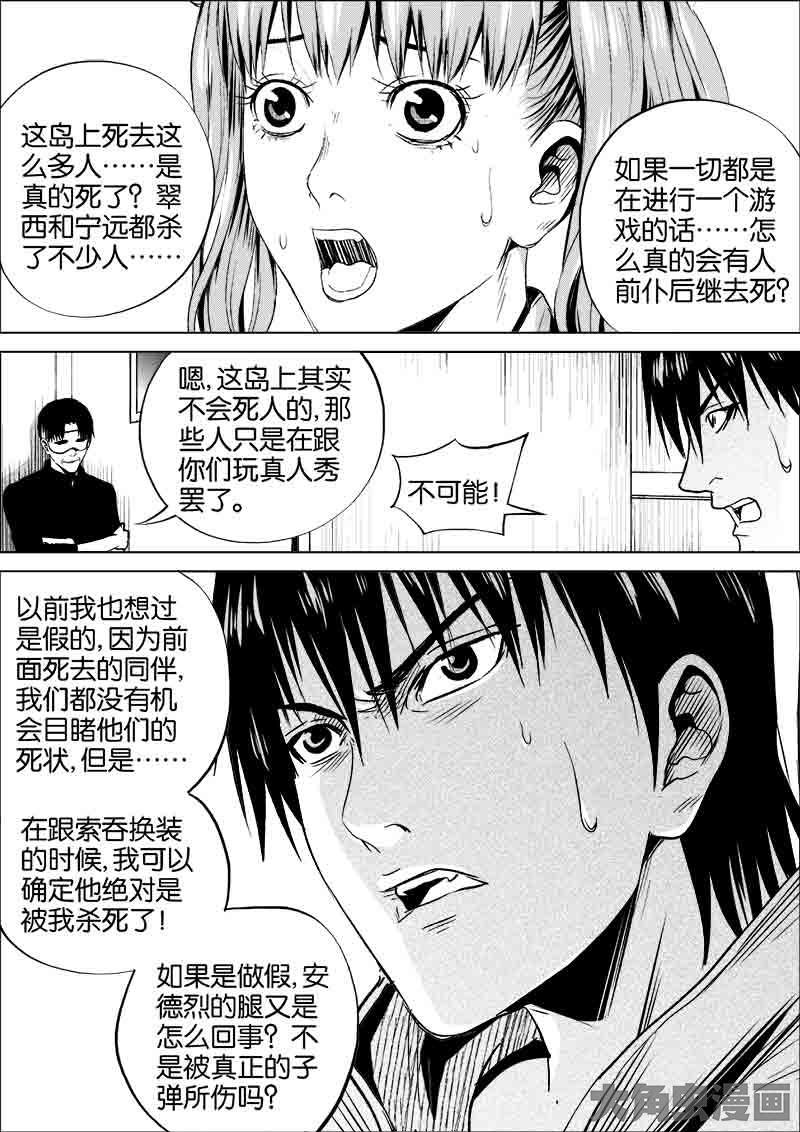 这岛上死去这
么多人……是
真的死了？翠
西和宁远都杀
了不少人……
如果一切都是
在进行一个游
戏的话……怎
么真的会有人
前仆后继去死？
嗯，这岛上其实
不会死人的，那
些人只是在跟
你们玩真人秀
罢了。
不可能！
以前我也想过
是假的，因为前
面死去的同伴，
我们都没有机
会目睹他们的
死状，但是……
在跟索吞换装
的时候，我可以
确定他绝对是
被我杀死了！
如果是做假，安
德烈的腿又是
怎么回事？不
是被真正的子
弹所伤吗？
大角虫漫画